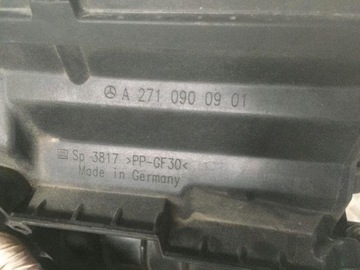 A 271 090 09 01
Sp 3817 >PP-GF30<
Made in Germany